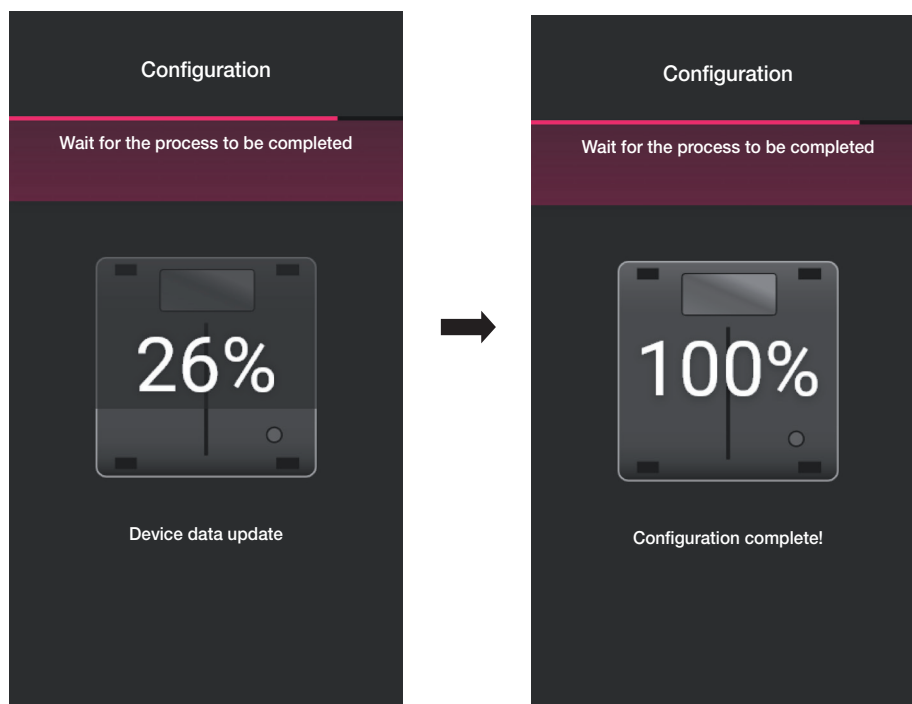 Configuration
Wait for the process to be completed
26%
Device data update
Configuration
Wait for the process to be completed
100%
Configuration complete!